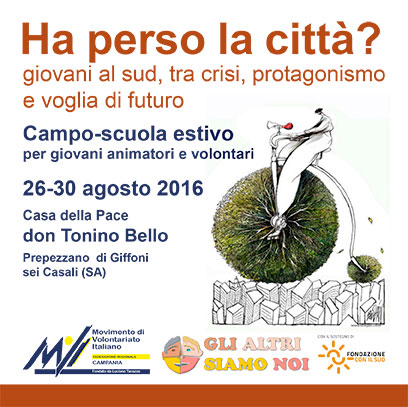 Ha perso la città?
giovani al sud, tra crisi, protagonismo
e voglia di futuro
Campo-scuola estivo
per giovani animatori e volontari
26-30 agosto 2016
Casa della Pace
don Tonino Bello
Prepezzano di Giffoni
sei Casali (SA)
Movimento di
Volontariato
Italiano
FEDERAZIONE REGIONALE
CAMPANIA
Fondato da Luciano Tavazza
GLI ALTRI
SIAMO NOI
CON IL SOSTEGNO DI
FONDAZIONE
CON IL SUD